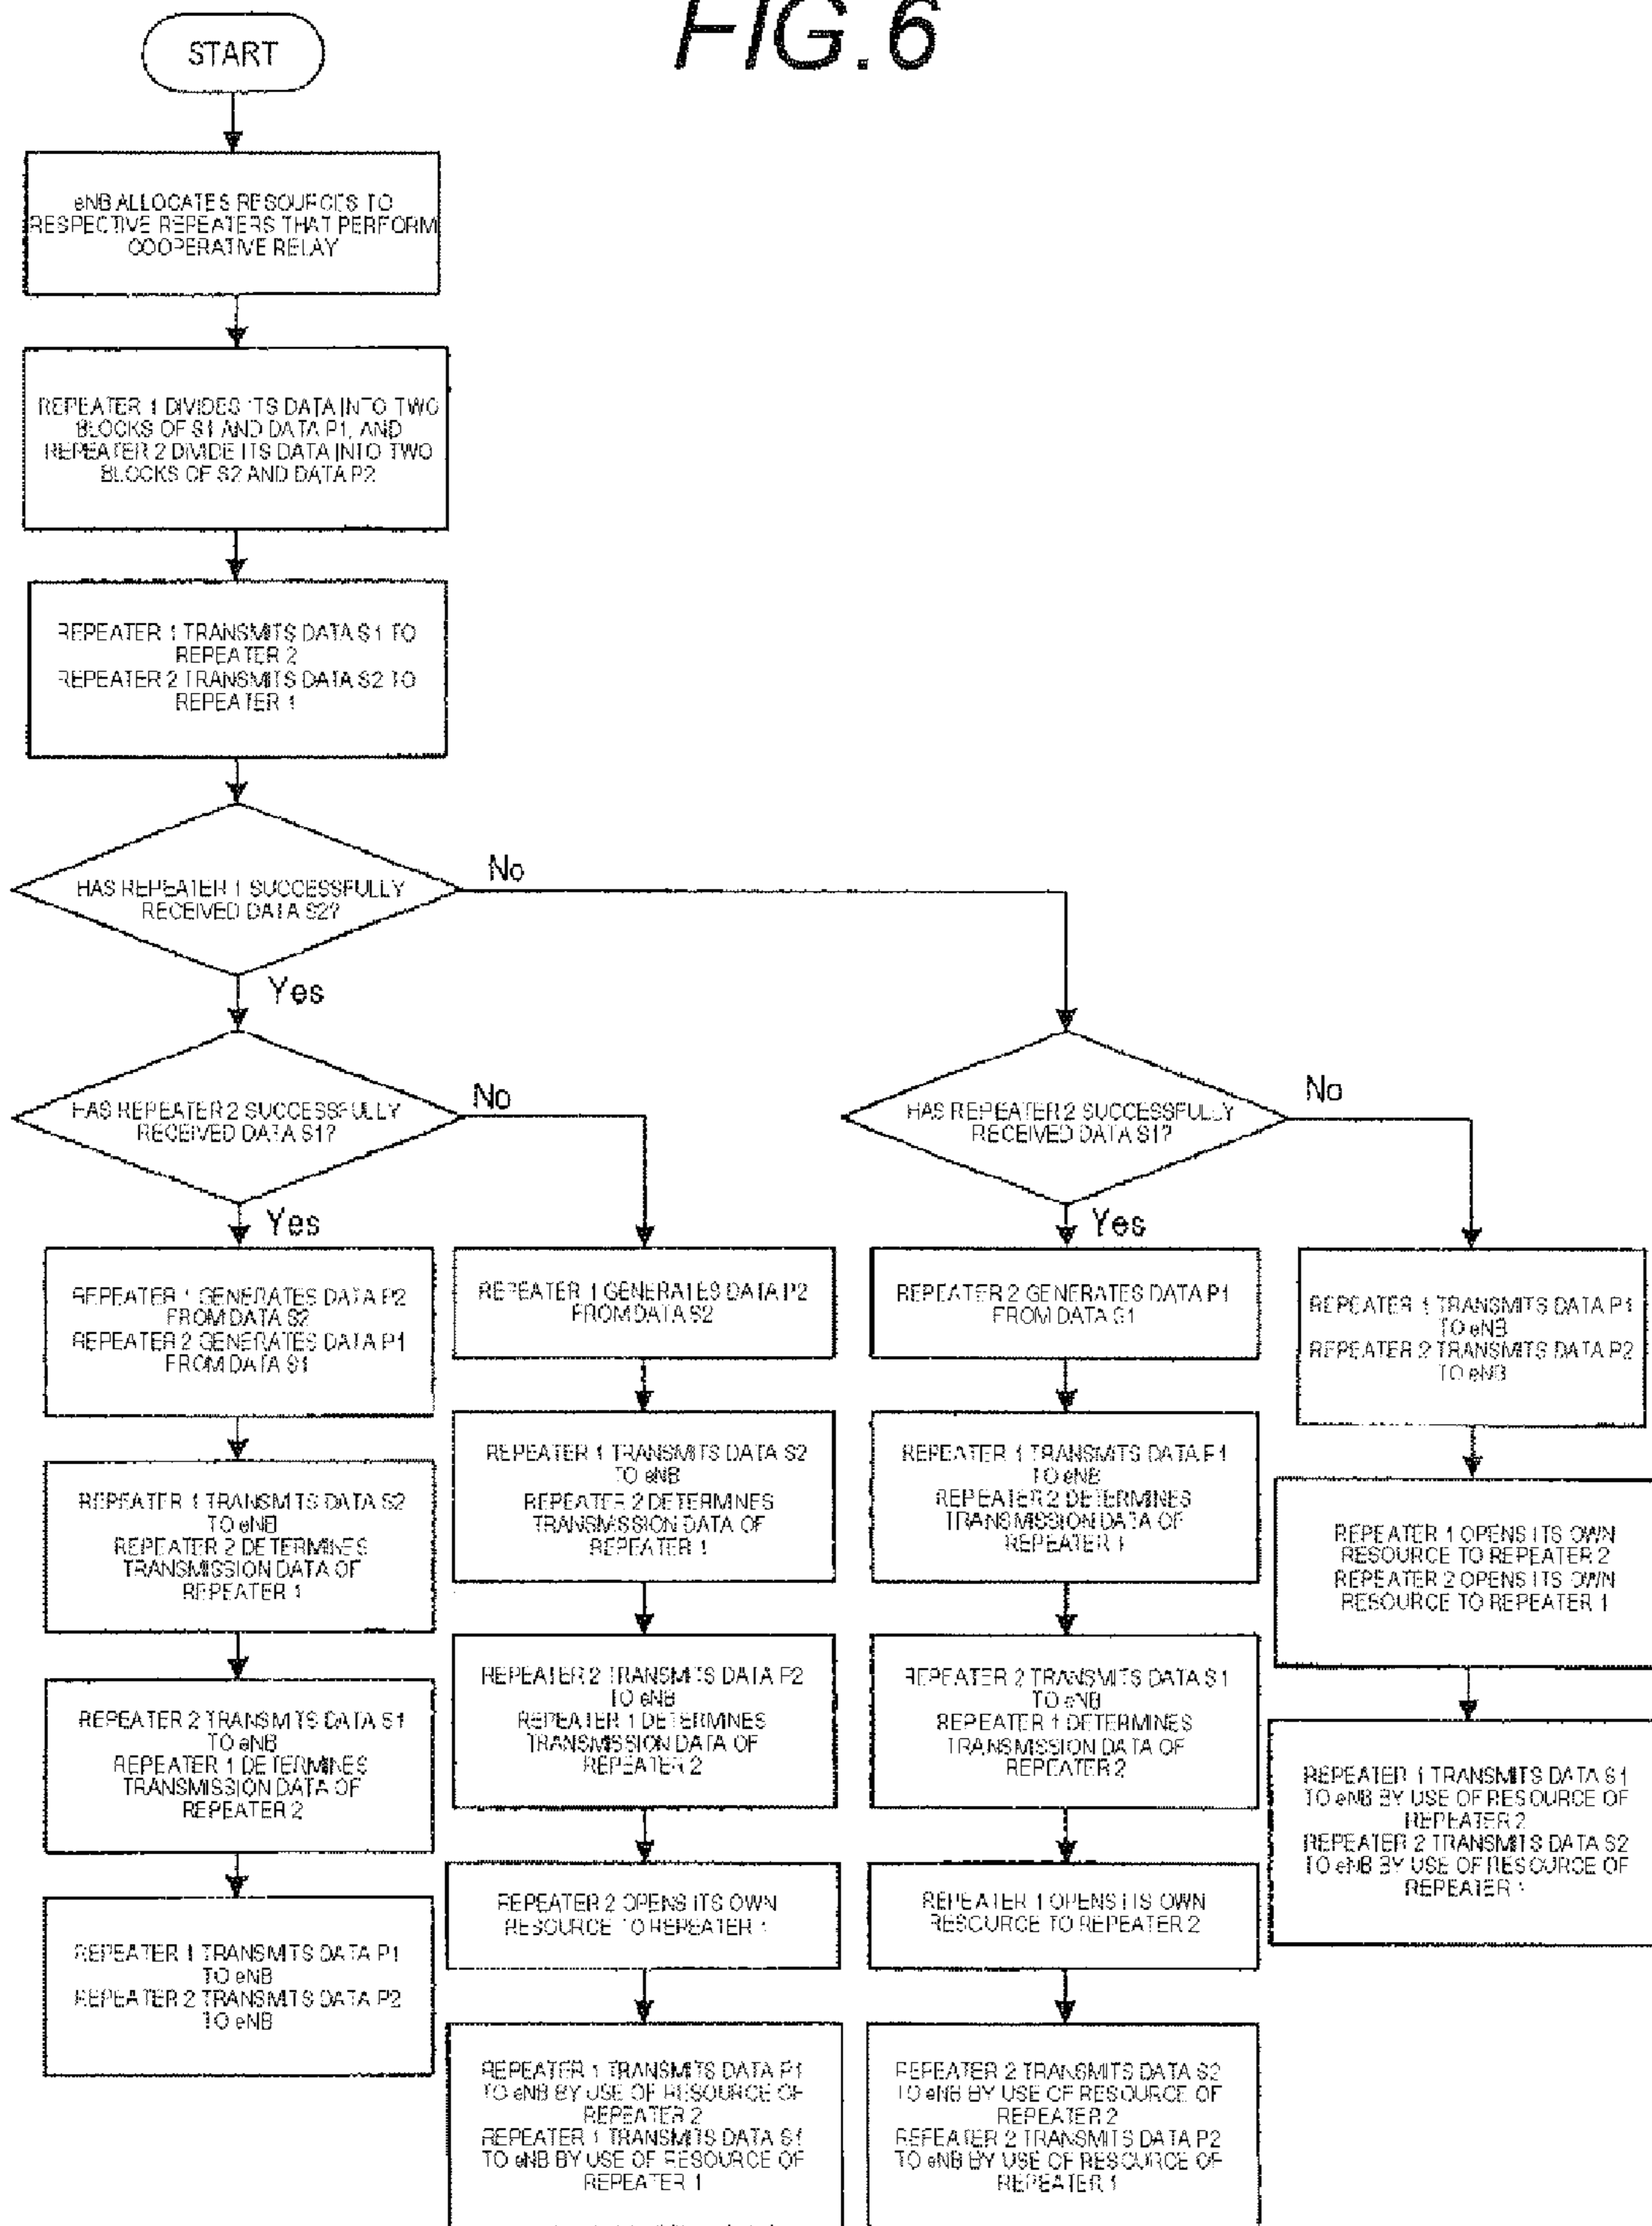 FIG.6
START
eNB ALLOCATES RESOURCES TO
RESPECTIVE REPEATERS THAT PERFORM
COOPERATIVE RELAY
REPEATER 1 DIVIDES ITS DATA INTO TWO
BLOCKS OF S1 AND DATA P1, AND
REPEATER 2 DIVIDE ITS DATA INTO TWO
BLOCKS OF S2 AND DATA P2
REPEATER 1 TRANSMITS DATA S1 TO
REPEATER 2
REPEATER 2 TRANSMITS DATA S2 TO
REPEATER 1
HAS REPEATER 1 SUCCESSFULLY
RECEIVED DATA S2?
No
Yes
HAS REPEATER 2 SUCCESSFULLY
RECEIVED DATA S1?
No
Yes
HAS REPEATER 2 SUCCESSFULLY
RECEIVED DATA S1?
No
Yes
REPEATER 1 GENERATES DATA P2
FROM DATA S2
REPEATER 2 GENERATES DATA P1
FROM DATA S1
REPEATER 1 TRANSMITS DATA S2
TO eNB
REPEATER 2 DETERMINES
TRANSMISSION DATA OF
REPEATER 1
REPEATER 2 TRANSMITS DATA S1
TO eNB
REPEATER 1 DETERMINES
TRANSMISSION DATA OF
REPEATER 2
REPEATER 1 TRANSMITS DATA P1
TO eNB
REPEATER 2 TRANSMITS DATA P2
TO eNB
REPEATER 1 GENERATES DATA P2
FROM DATA S2
REPEATER 1 TRANSMITS DATA S2
TO eNB
REPEATER 2 DETERMINES
TRANSMISSION DATA OF
REPEATER 1
REPEATER 2 TRANSMITS DATA P2
TO eNB
REPEATER 1 DETERMINES
TRANSMISSION DATA OF
REPEATER 2
REPEATER 2 OPENS ITS OWN
RESOURCE TO REPEATER 1
REPEATER 1 TRANSMITS DATA P1
TO eNB BY USE OF RESOURCE OF
REPEATER 2
REPEATER 1 TRANSMITS DATA S1
TO eNB BY USE OF RESOURCE OF
REPEATER 1
REPEATER 2 GENERATES DATA P1
FROM DATA S1
REPEATER 1 TRANSMITS DATA P1
TO eNB
REPEATER 2 DETERMINES
TRANSMISSION DATA OF
REPEATER 1
REPEATER 2 TRANSMITS DATA S1
TO eNB
REPEATER 1 DETERMINES
TRANSMISSION DATA OF
REPEATER 2
REPEATER 1 OPENS ITS OWN
RESOURCE TO REPEATER 2
REPEATER 2 TRANSMITS DATA S2
TO eNB BY USE OF RESOURCE OF
REPEATER 2
REPEATER 2 TRANSMITS DATA P2
TO eNB BY USE OF RESOURCE OF
REPEATER 1
REPEATER 1 TRANSMITS DATA P1
TO eNB
REPEATER 2 TRANSMITS DATA P2
TO eNB
REPEATER 1 OPENS ITS OWN
RESOURCE TO REPEATER 2
REPEATER 2 OPENS ITS OWN
RESOURCE TO REPEATER 1
REPEATER 1 TRANSMITS DATA S1
TO eNB BY USE OF RESOURCE OF
REPEATER 2
REPEATER 2 TRANSMITS DATA S2
TO eNB BY USE OF RESOURCE OF
REPEATER 1